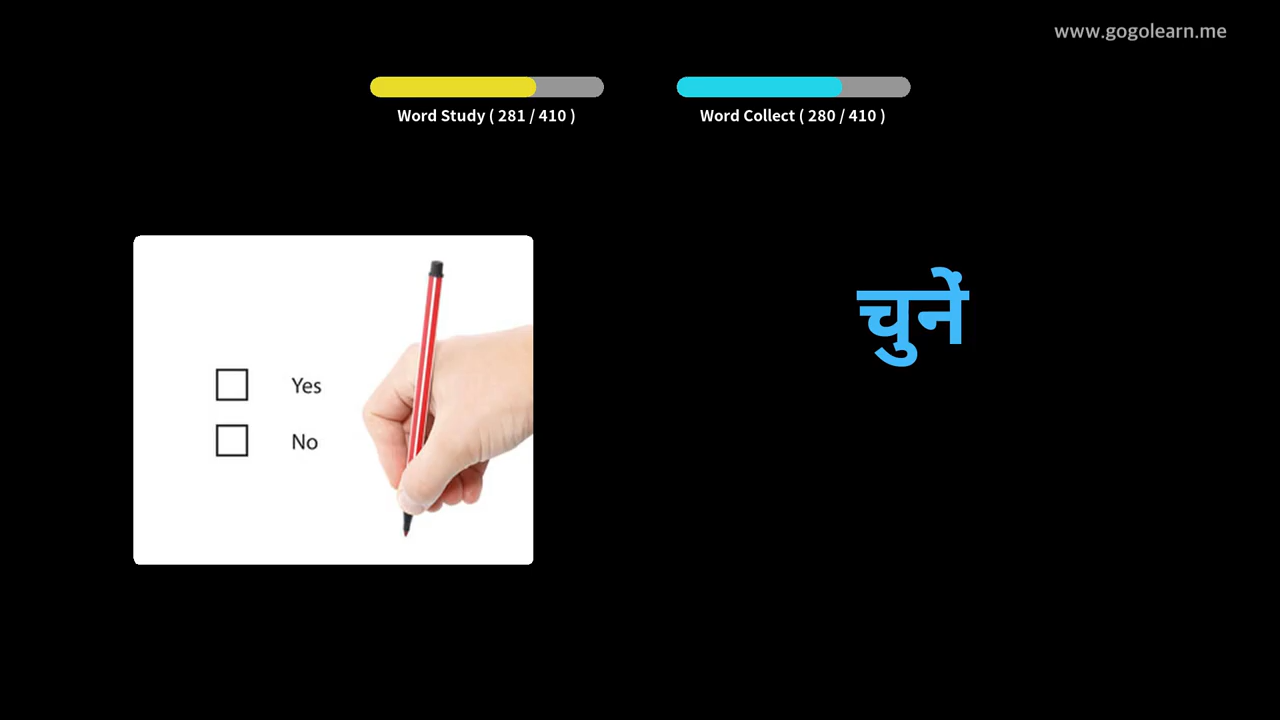 www.gogolearn.me
Word Study ( 281 / 410 )
Word Collect ( 280 / 410 )
चुनें
Yes
No